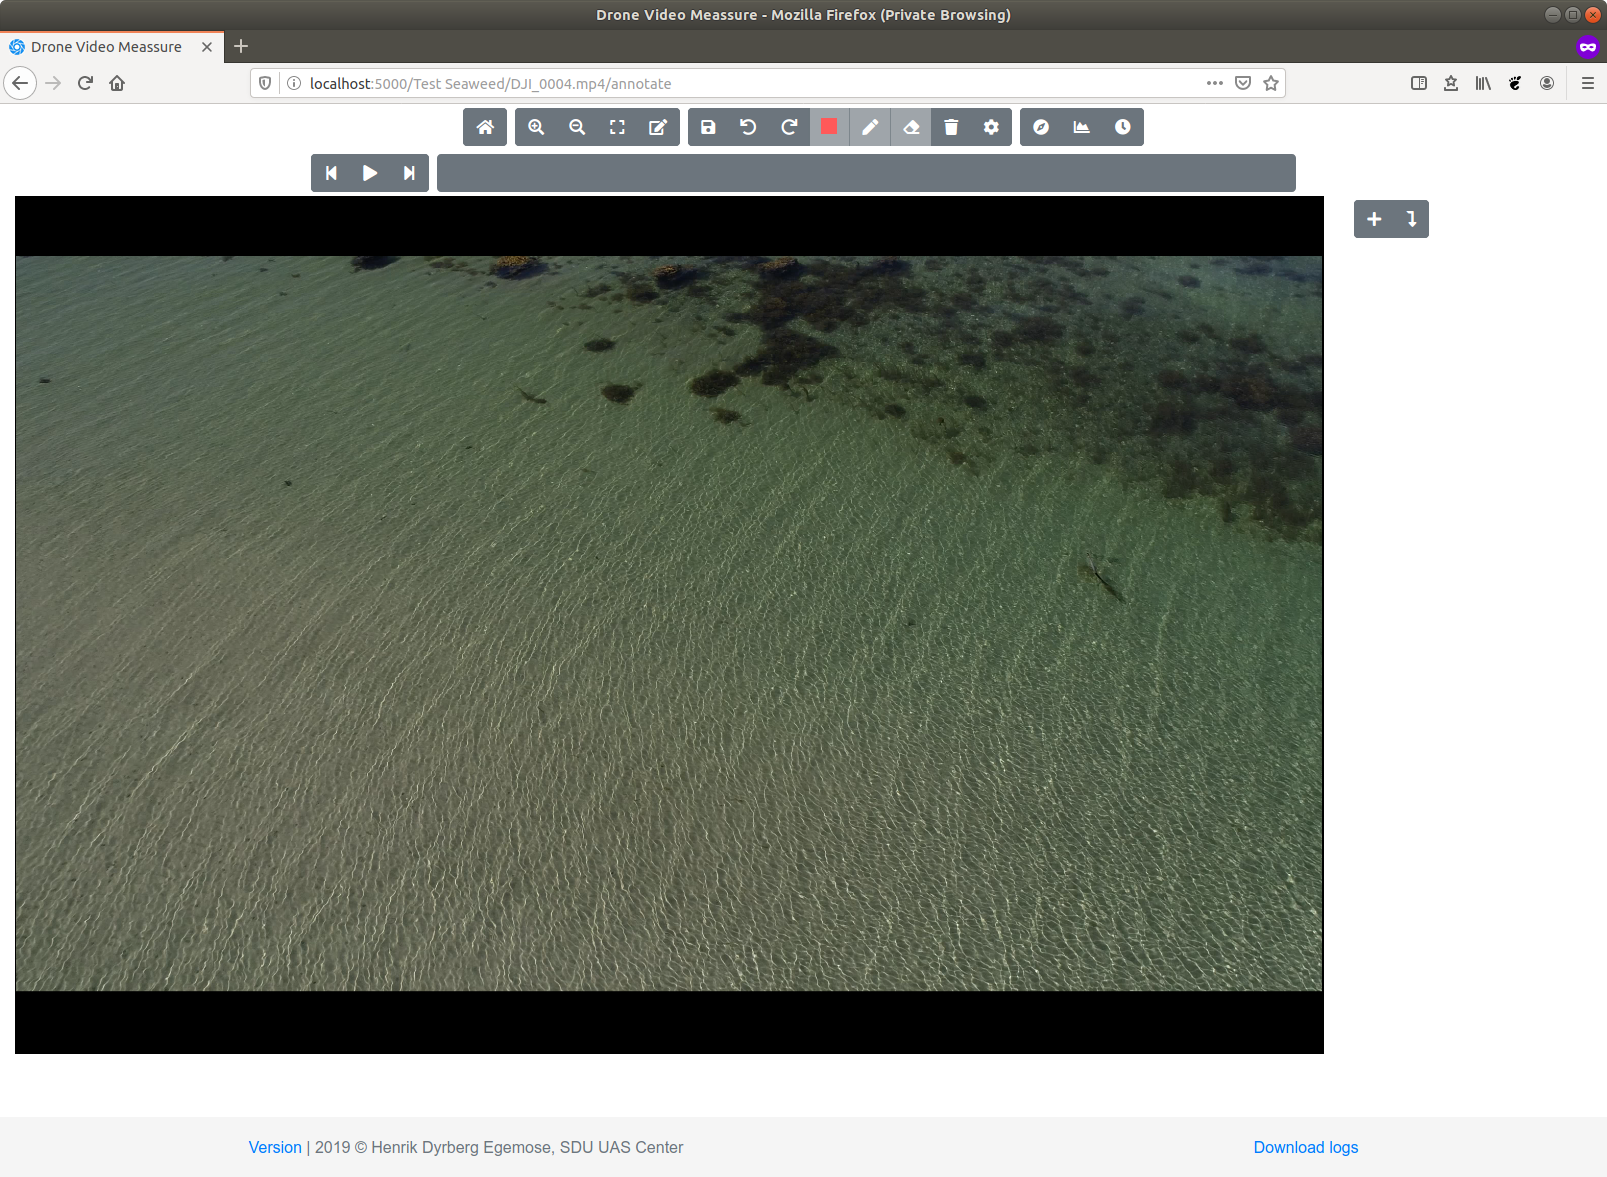 Drone Video Meassure - Mozilla Firefox (Private Browsing)
Drone Video Meassure
localhost:5000/Test Seaweed/DJI_0004.mp4/annotate
Version | 2019 © Henrik Dyrberg Egemose, SDU UAS Center
Download logs